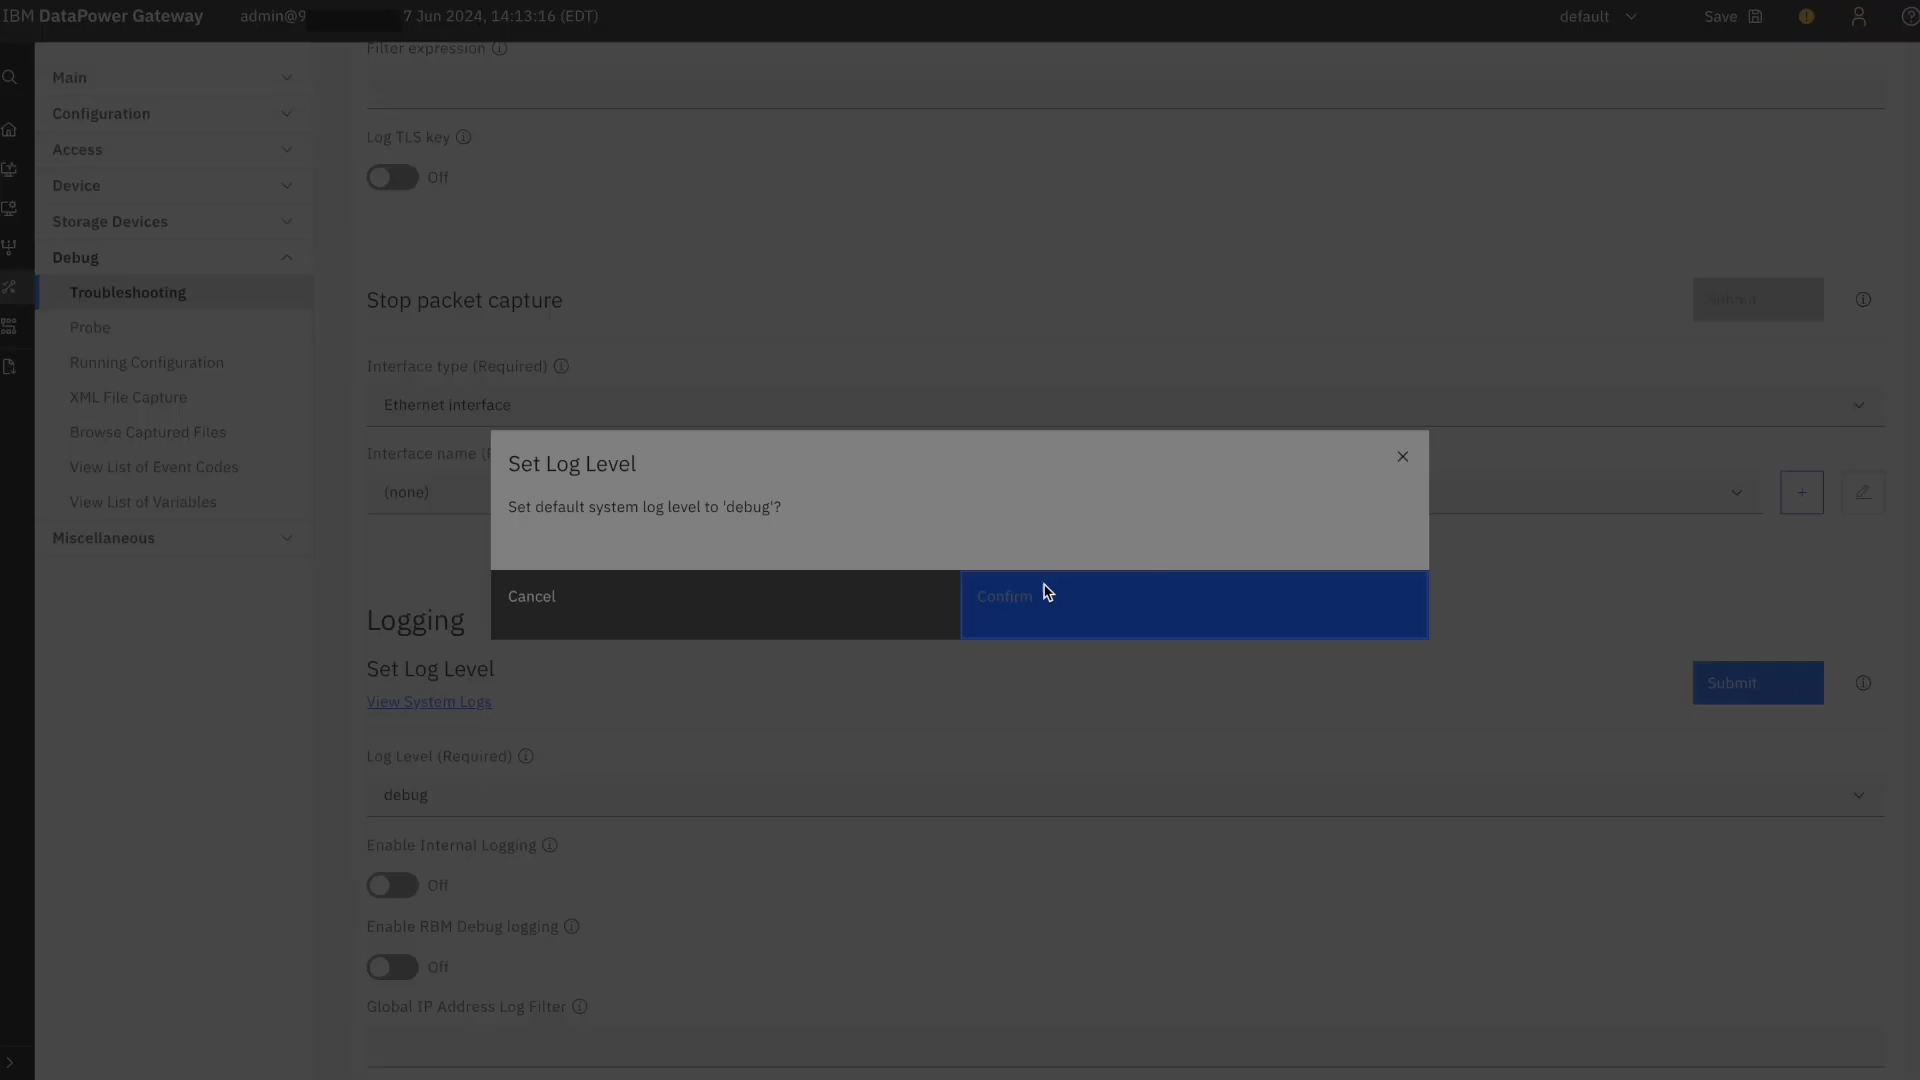 IBM DataPower Gateway admin@9 7 Jun 2024, 14:13:16 (EDT) default Save
Main
Configuration
Access
Device
Storage Devices
Debug
Troubleshooting
Probe
Running Configuration
XML File Capture
Browse Captured Files
View List of Event Codes
View List of Variables
Miscellaneous
Filter expression
Log TLS key
Off
Stop packet capture
Submit
Interface type (Required)
Ethernet interface
Interface name (
(none)
Set Log Level
Set default system log level to 'debug'?
Cancel
Confirm
Logging
Set Log Level
Submit
View System Logs
Log Level (Required)
debug
Enable Internal Logging
Off
Enable RBM Debug logging
Off
Global IP Address Log Filter